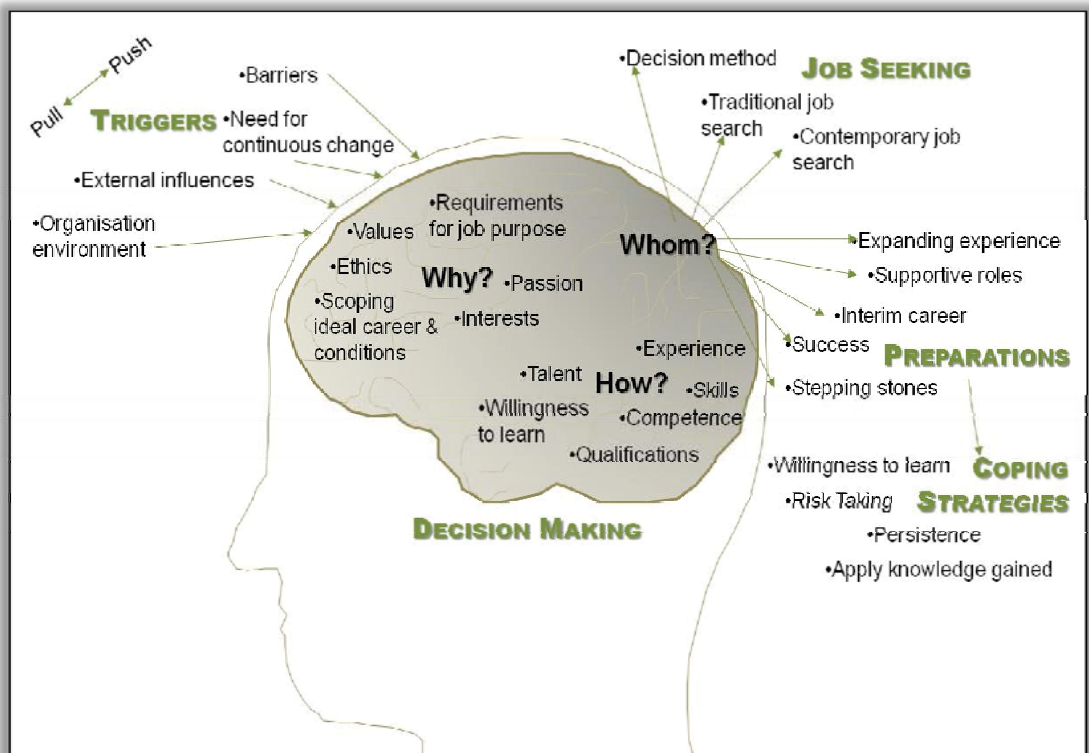 Push
Pull
TRIGGERS
•Barriers
•Need for
continuous change
•External influences
•Organisation
environment
•Requirements
for job purpose
•Values
•Ethics
Why?
•Passion
•Scoping
ideal career &
conditions
•Interests
Whom?
•Experience
•Talent
How?
•Skills
•Willingness
to learn
•Competence
•Qualifications
DECISION MAKING
•Decision method
JOB SEEKING
•Traditional job
search
•Contemporary job
search
•Expanding experience
•Supportive roles
•Interim career
•Success
PREPARATIONS
•Stepping stones
•Willingness to learn
COPING
STRATEGIES
•Risk Taking
•Persistence
•Apply knowledge gained